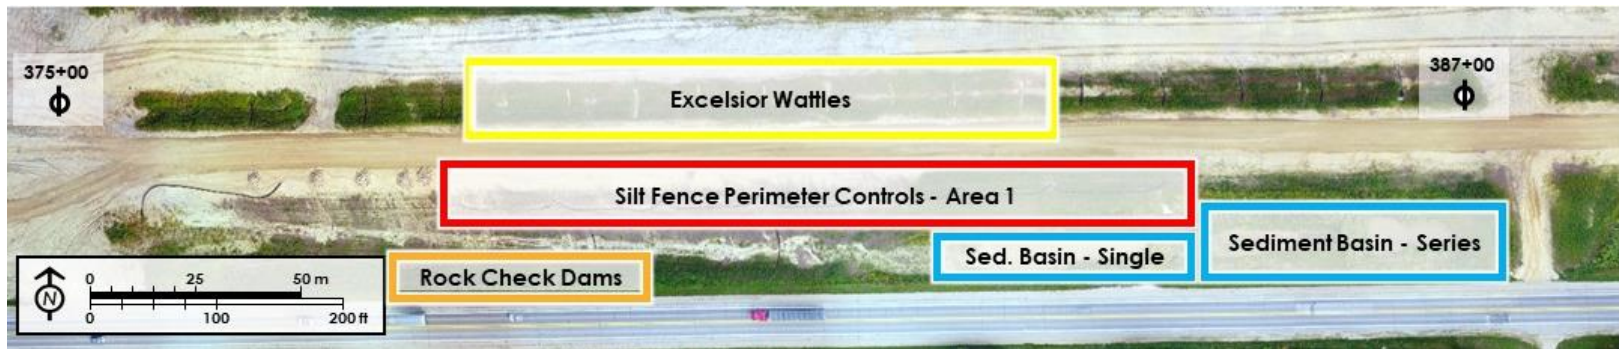 375+00
387+00
Excelsior Wattles
Silt Fence Perimeter Controls - Area 1
Sed. Basin - Single
Sediment Basin - Series
Rock Check Dams
0 25 50 m
N
0 100 200 ft